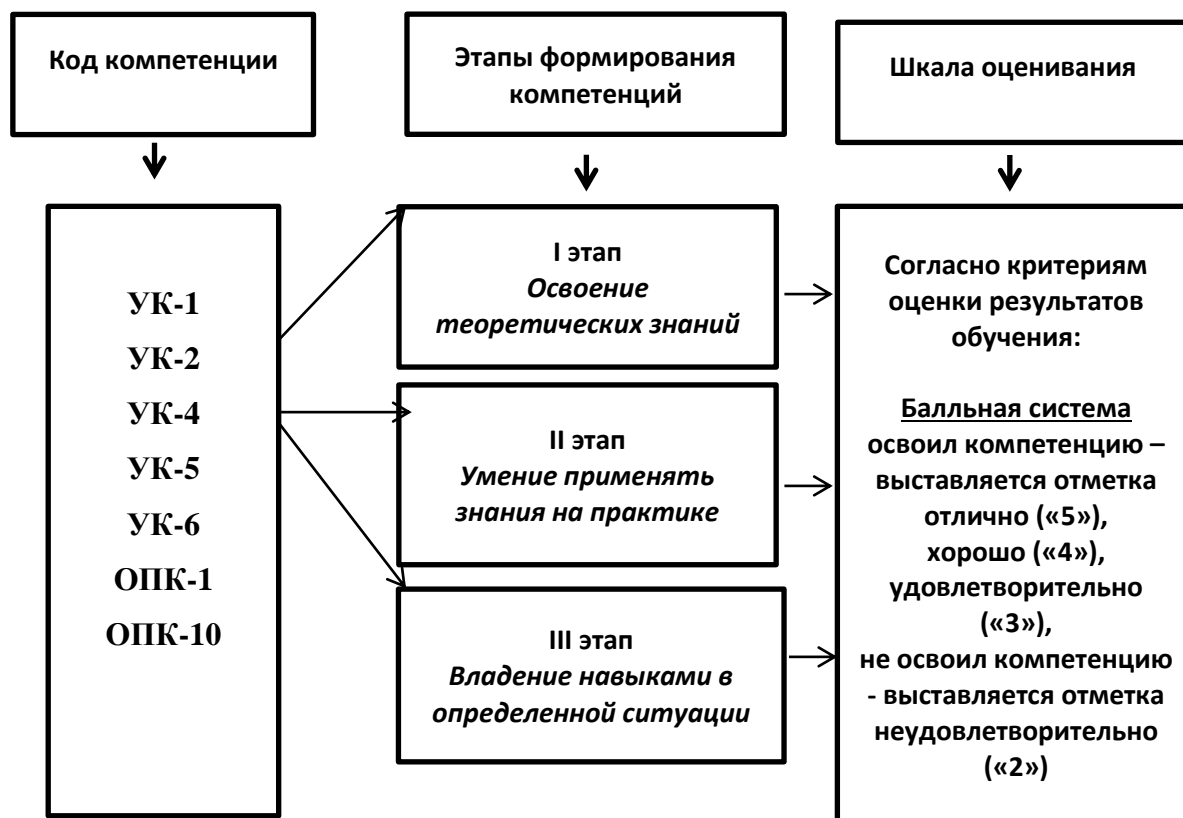 Код компетенции
Этапы формирования
компетенций
Шкала оценивания
УК-1
УК-2
УК-4
УК-5
УК-6
ОПК-1
ОПК-10
I этап
Освоение
теоретических знаний
II этап
Умение применять
знания на практике
III этап
Владение навыками в
определенной ситуации
Согласно критериям
оценки результатов
обучения:
Балльная система
освоил компетенцию –
выставляется отметка
отлично («5»),
хорошо («4»),
удовлетворительно
(«3»),
не освоил компетенцию
- выставляется отметка
неудовлетворительно
(«2»)